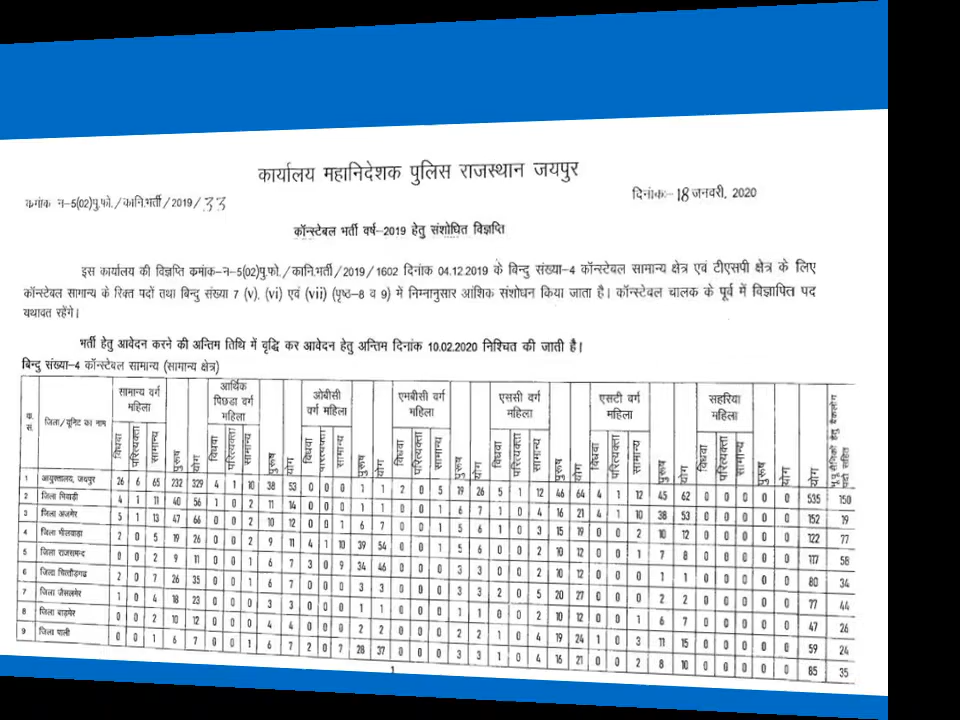 कार्यालय महानिदेशक पुलिस राजस्थान जयपुर
कमांक न-5(02)पु.फो./कानि.भर्ती/2019/33 दिनांकः-18 जनवरी, 2020
कॉन्स्टेबल भर्ती वर्ष-2019 हेतु संशोधित विज्ञप्ति
इस कार्यालय की विज्ञप्ति कमांक-न-5(02)पु.फो./कानि.भर्ती/2019/1602 दिनांक 04.12.2019 के बिन्दु संख्या-4 कॉन्स्टेबल सामान्य क्षेत्र एवं टीएसपी क्षेत्र के लिए
कॉन्स्टेबल सामान्य के रिक्त पदों तथा बिन्दु संख्या 7 (v), (vi) एवं (vii) (पृष्ठ-8 व 9) में निम्नानुसार आंशिक संशोधन किया जाता है। कॉन्स्टेबल चालक के पूर्व में विज्ञापित पद
यथावत रहेंगे।
भर्ती हेतु आवेदन करने की अन्तिम तिथि में वृद्धि कर आवेदन हेतु अन्तिम दिनांक 10.02.2020 निश्चित की जाती है।
बिन्दु संख्या-4 कॉन्स्टेबल सामान्य (सामान्य क्षेत्र)
क. सं. जिला/यूनिट का नाम सामान्य वर्ग महिला आर्थिक पिछडा वर्ग महिला ओबीसी वर्ग महिला एमबीसी वर्ग महिला एससी वर्ग महिला एसटी वर्ग महिला सहरिया महिला
विधवा परित्यक्ता सामान्य पुरूष योग विधवा परित्यक्ता सामान्य पुरूष योग विधवा परित्यक्ता सामान्य पुरूष योग विधवा परित्यक्ता सामान्य पुरूष योग विधवा परित्यक्ता सामान्य पुरूष योग विधवा परित्यक्ता सामान्य पुरूष योग विधवा परित्यक्ता सामान्य पुरूष योग योग भू.पू.सैनिको हेतु बैकलोग पदो सहित
1 आयुक्तालय, जयपुर 26 6 65 232 329 4 1 10 38 53 0 0 0 1 1 2 0 5 19 26 5 1 12 46 64 4 1 12 45 62 0 0 0 0 0 535 150
2 जिला भिवाड़ी 4 1 11 40 56 1 0 2 11 14 0 0 0 1 1 0 0 1 6 7 1 0 4 16 21 4 1 10 38 53 0 0 0 0 0 152 19
3 जिला अजमेर 5 1 13 47 66 0 0 2 10 12 0 0 1 6 7 0 0 1 5 6 1 0 3 15 19 0 0 2 10 12 0 0 0 0 0 122 77
4 जिला भीलवाड़ा 2 0 5 19 26 0 0 2 9 11 4 1 10 39 54 0 0 1 5 6 0 0 2 10 12 0 0 1 7 8 0 0 0 0 0 117 58
5 जिला राजसमन्द 0 0 2 9 11 0 0 1 6 7 3 0 9 34 46 0 0 0 3 3 0 0 2 10 12 0 0 0 1 1 0 0 0 0 0 80 34
6 जिला चित्तौड़गढ 2 0 7 26 35 0 0 1 6 7 0 0 0 3 3 0 0 0 3 3 2 0 5 20 27 0 0 0 2 2 0 0 0 0 0 77 44
7 जिला जैसलमेर 1 0 4 18 23 0 0 0 3 3 0 0 0 1 1 0 0 0 1 1 0 0 2 10 12 0 0 1 6 7 0 0 0 0 0 47 26
8 जिला बाड़मेर 0 0 2 10 12 0 0 0 4 4 0 0 0 2 2 0 0 0 2 2 1 0 4 19 24 1 0 3 11 15 0 0 0 0 0 59 24
9 जिला पाली 0 0 1 6 7 0 0 1 6 7 2 0 7 28 37 0 0 0 3 3 1 0 4 16 21 0 0 2 8 10 0 0 0 0 0 85 35
1